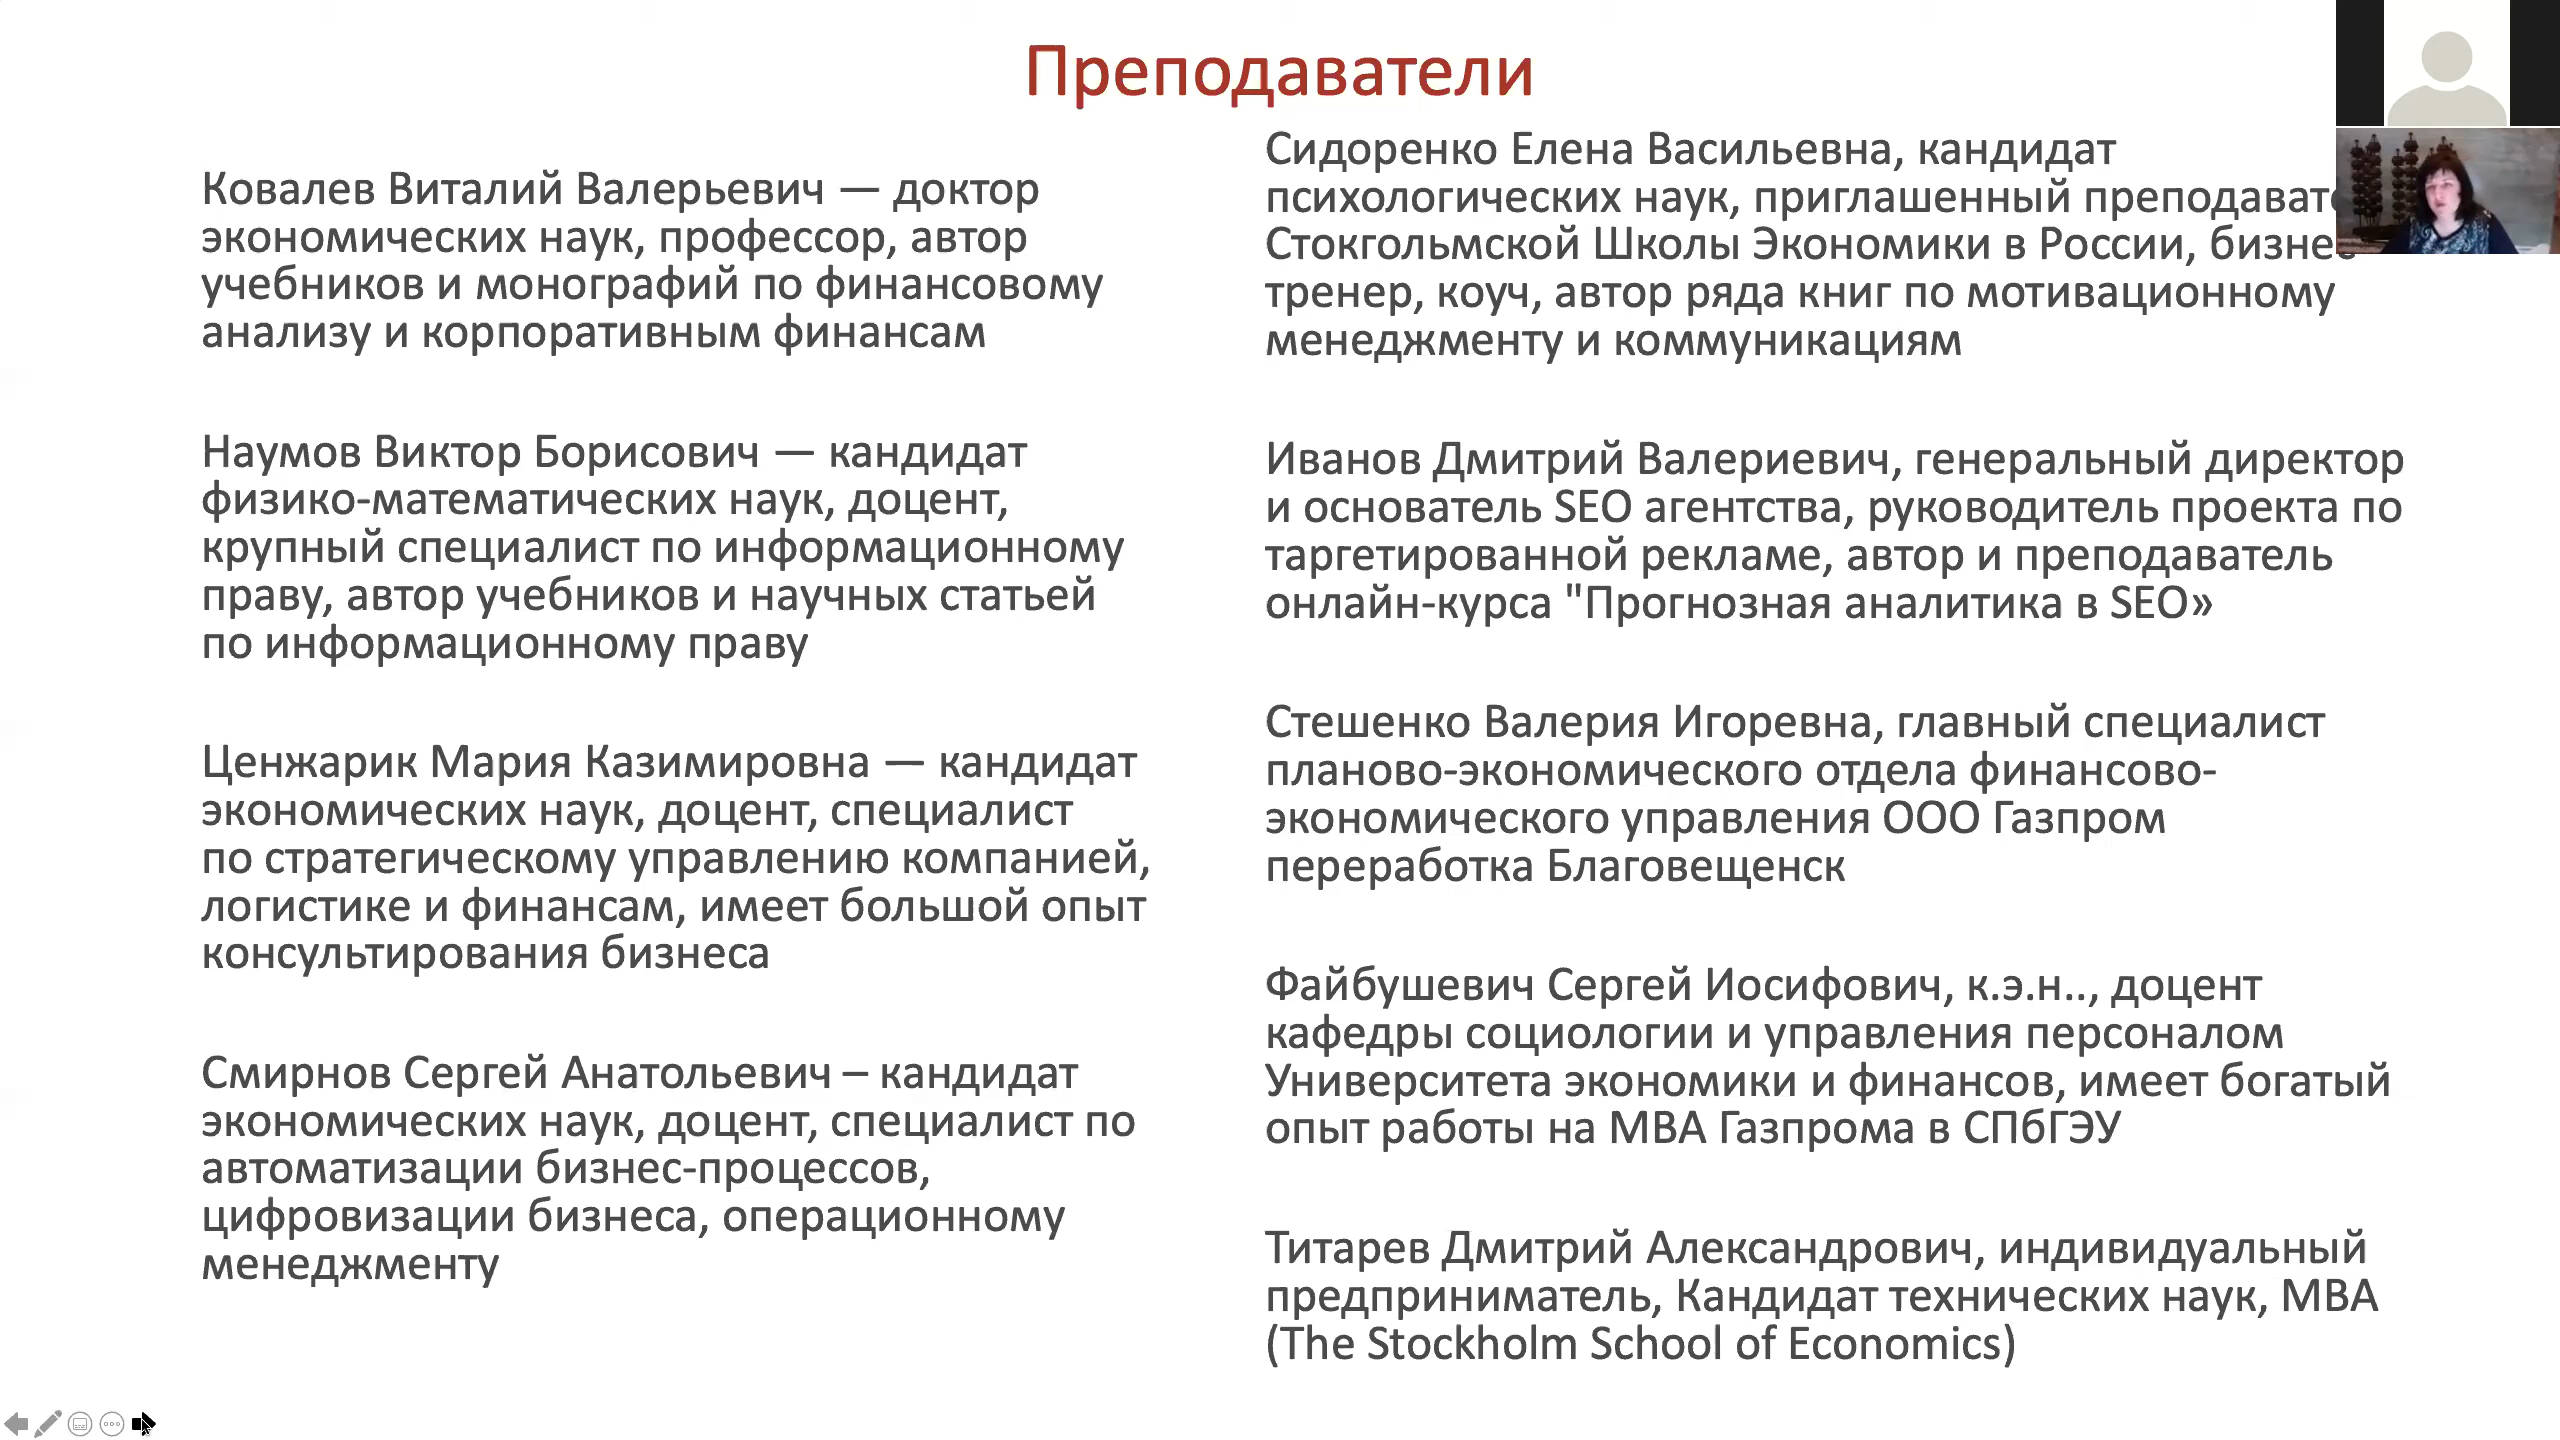 Преподаватели
Ковалев Виталий Валерьевич — доктор
экономических наук, профессор, автор
учебников и монографий по финансовому
анализу и корпоративным финансам
Наумов Виктор Борисович — кандидат
физико-математических наук, доцент,
крупный специалист по информационному
праву, автор учебников и научных статьей
по информационному праву
Ценжарик Мария Казимировна — кандидат
экономических наук, доцент, специалист
по стратегическому управлению компанией,
логистике и финансам, имеет большой опыт
консультирования бизнеса
Смирнов Сергей Анатольевич – кандидат
экономических наук, доцент, специалист по
автоматизации бизнес-процессов,
цифровизации бизнеса, операционному
менеджменту
Сидоренко Елена Васильевна, кандидат
психологических наук, приглашенный
Стокгольмской Школы Экономики в России,
тренер, коуч, автор ряда книг по мотивационному
менеджменту и коммуникациям
Иванов Дмитрий Валериевич, генеральный директор
и основатель SEO агентства, руководитель проекта по
таргетированной рекламе, автор и преподаватель
онлайн-курса "Прогнозная аналитика в SEO»
Стешенко Валерия Игоревна, главный специалист
планово-экономического отдела финансово-
экономического управления ООО Газпром
переработка Благовещенск
Файбушевич Сергей Иосифович, к.э.н.., доцент
кафедры социологии и управления персоналом
Университета экономики и финансов, имеет богатый
опыт работы на МВА Газпрома в СПбГЭУ
Титарев Дмитрий Александрович, индивидуальный
предприниматель, Кандидат технических наук, МВА
(The Stockholm School of Economics)